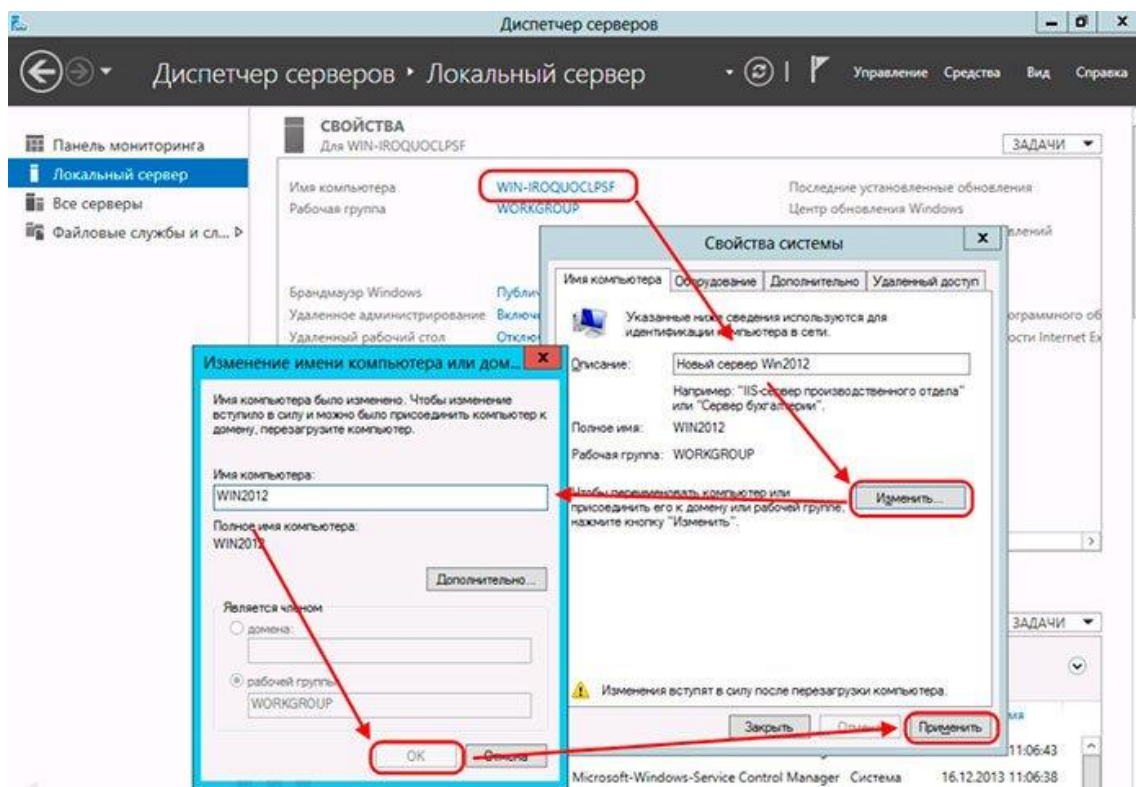 Диспетчер серверов
Диспетчер серверов • Локальный сервер
Управление Средства Вид Справка
Панель мониторинга
Локальный сервер
Все серверы
Файловые службы и сл...
СВОЙСТВА
Для WIN-IROQUOCLPSF
ЗАДАЧИ
Имя компьютера WIN-IROQUOCLPSF
Рабочая группа WORKGROUP
Последние установленные обновления
Центр обновления Windows
Брандмауэр Windows
Удаленное администрирование
Удаленный рабочий стол
Свойства системы
Имя компьютера Оборудование Дополнительно Удаленный доступ
Указанные ниже сведения используются для
идентификации компьютера в сети.
Описание: Новый сервер Win2012
Например: "IIS-сервер производственного отдела"
или "Сервер бухгалтерии".
Полное имя: WIN2012
Рабочая группа: WORKGROUP
Чтобы переименовать компьютер или
присоединить его к домену или рабочей группе,
нажмите кнопку "Изменить".
Изменить...
Изменения вступят в силу после перезагрузки компьютера.
Закрыть Отмена Применить
Изменение имени компьютера или дом...
Имя компьютера было изменено. Чтобы изменение
вступило в силу и можно было присоединить компьютер к
домену, перезагрузите компьютер.
Имя компьютера:
WIN2012
Полное имя компьютера:
WIN2012
Дополнительно...
Является членом
домена:
рабочей группы:
WORKGROUP
OK Отмена
ЗАДАЧИ
11:06:43
Microsoft-Windows-Service Control Manager Система 16.12.2013 11:06:38